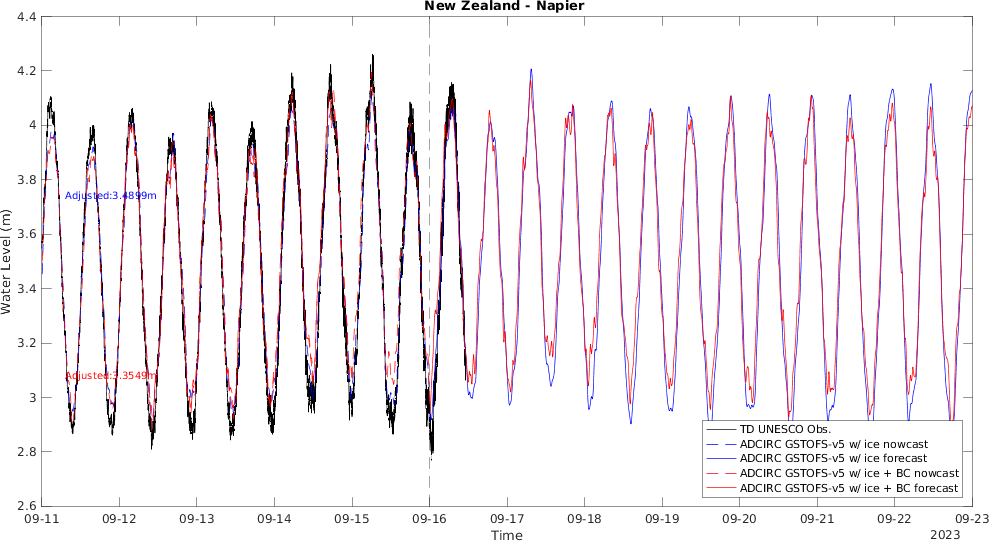 New Zealand - Napier
4.4
4.2
4
3.8
3.6
3.4
3.2
3
2.8
2.6
Water Level (m)
Adjusted:3.4899m
Adjusted:3.3549m
TD UNESCO Obs.
ADCIRC GSTOFS-v5 w/ ice nowcast
ADCIRC GSTOFS-v5 w/ ice forecast
ADCIRC GSTOFS-v5 w/ ice + BC nowcast
ADCIRC GSTOFS-v5 w/ ice + BC forecast
09-11 09-12 09-13 09-14 09-15 09-16 09-17 09-18 09-19 09-20 09-21 09-22 09-23
Time
2023